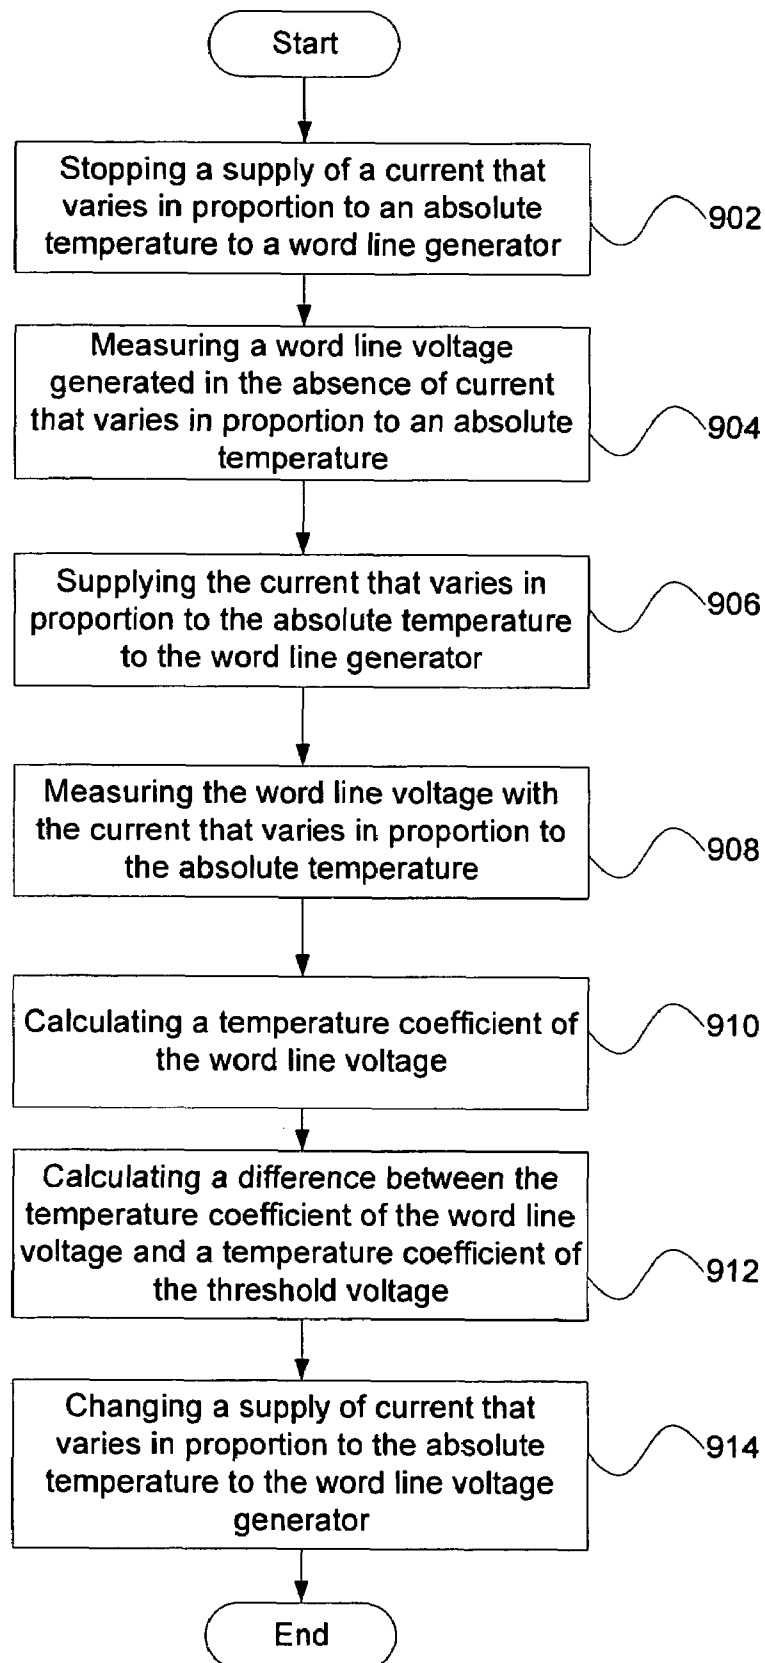 Start
Stopping a supply of a current that
varies in proportion to an absolute
temperature to a word line generator
902
Measuring a word line voltage
generated in the absence of current
that varies in proportion to an absolute
temperature
904
Supplying the current that varies in
proportion to the absolute temperature
to the word line generator
906
Measuring the word line voltage with
the current that varies in proportion to
the absolute temperature
908
Calculating a temperature coefficient of
the word line voltage
910
Calculating a difference between the
temperature coefficient of the word line
voltage and a temperature coefficient of
the threshold voltage
912
Changing a supply of current that
varies in proportion to the absolute
temperature to the word line voltage
generator
914
End